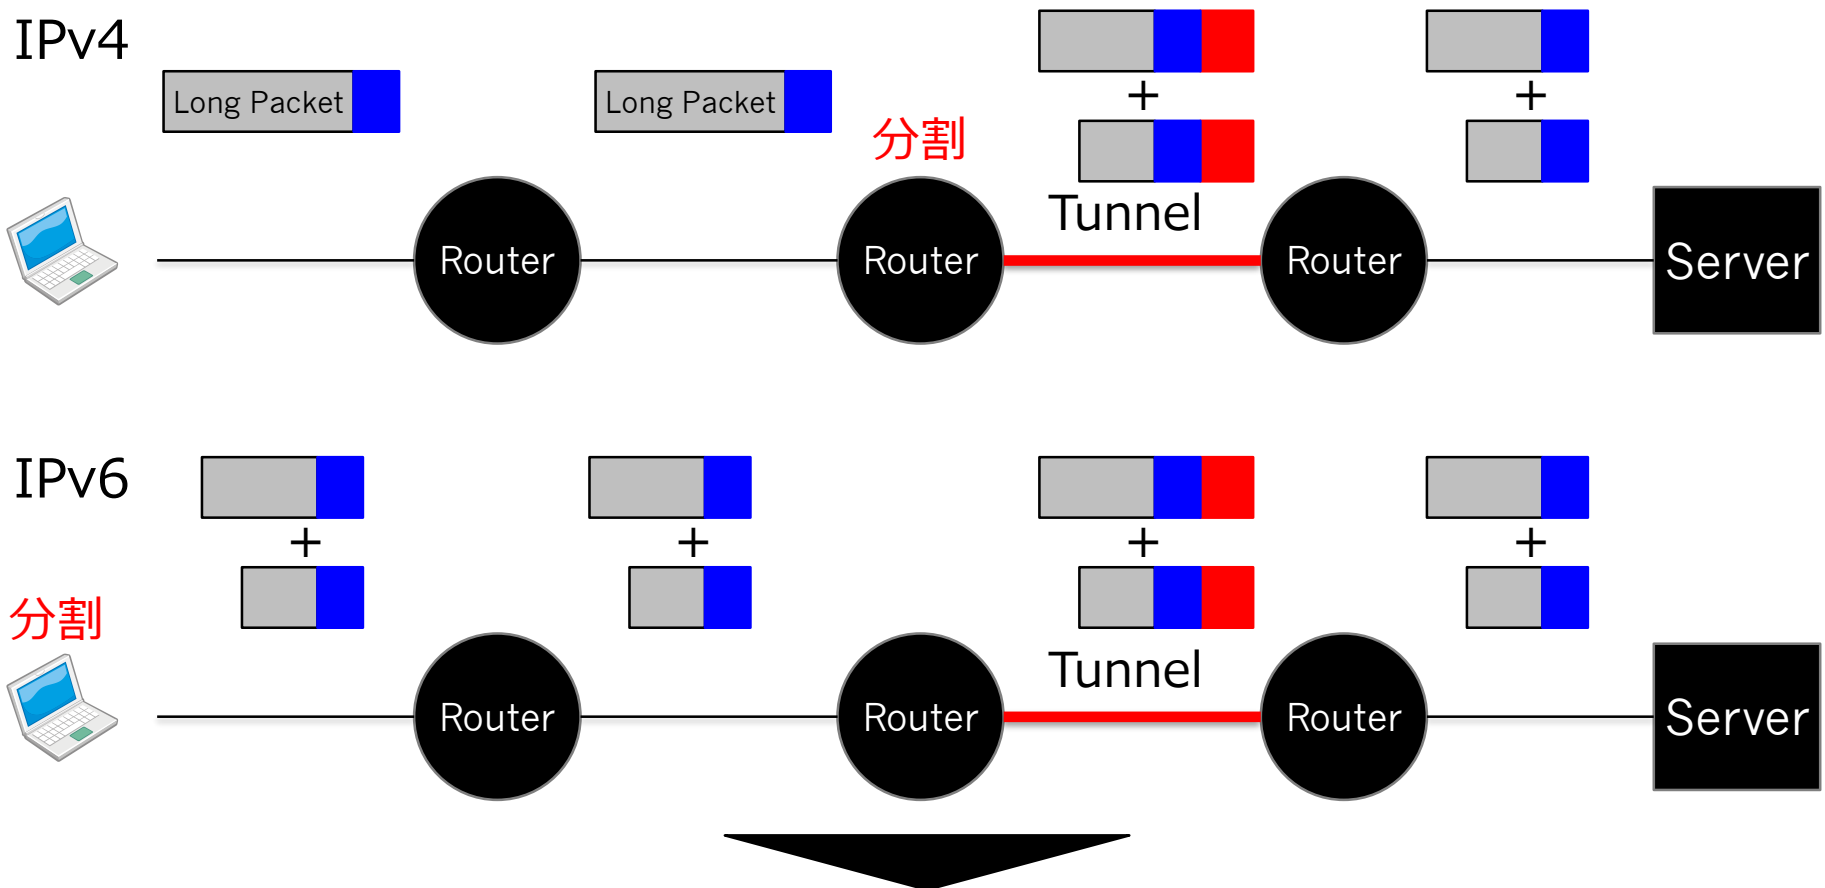 IPv4
Long Packet
Long Packet
+
+
分割
Tunnel
Router
Router
Router
Server
IPv6
+
+
+
+
分割
Tunnel
Router
Router
Router
Server